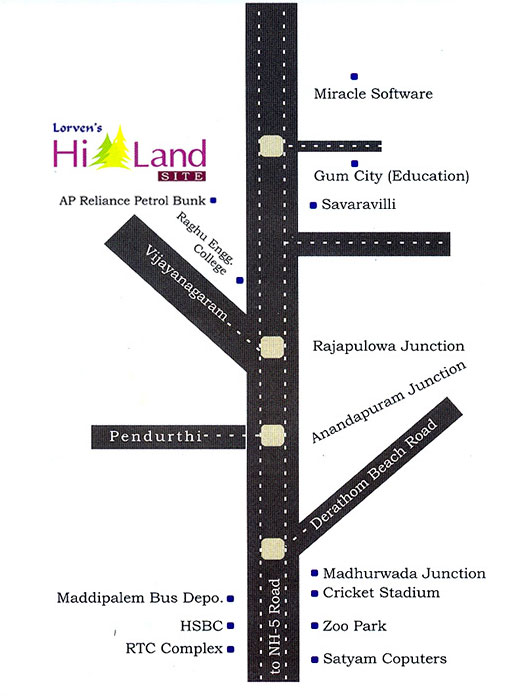 Miracle Software
Lorven's
Hi Land
SITE
Gum City (Education)
AP Reliance Petrol Bunk
Savaravilli
Raghu Engg.
College
Vijayanagaram
Rajapulowa Junction
Anandapuram Junction
Pendurthi
Derathom Beach Road
Madhurwada Junction
Maddipalem Bus Depo.
Cricket Stadium
to NH-5 Road
HSBC
Zoo Park
RTC Complex
Satyam Coputers